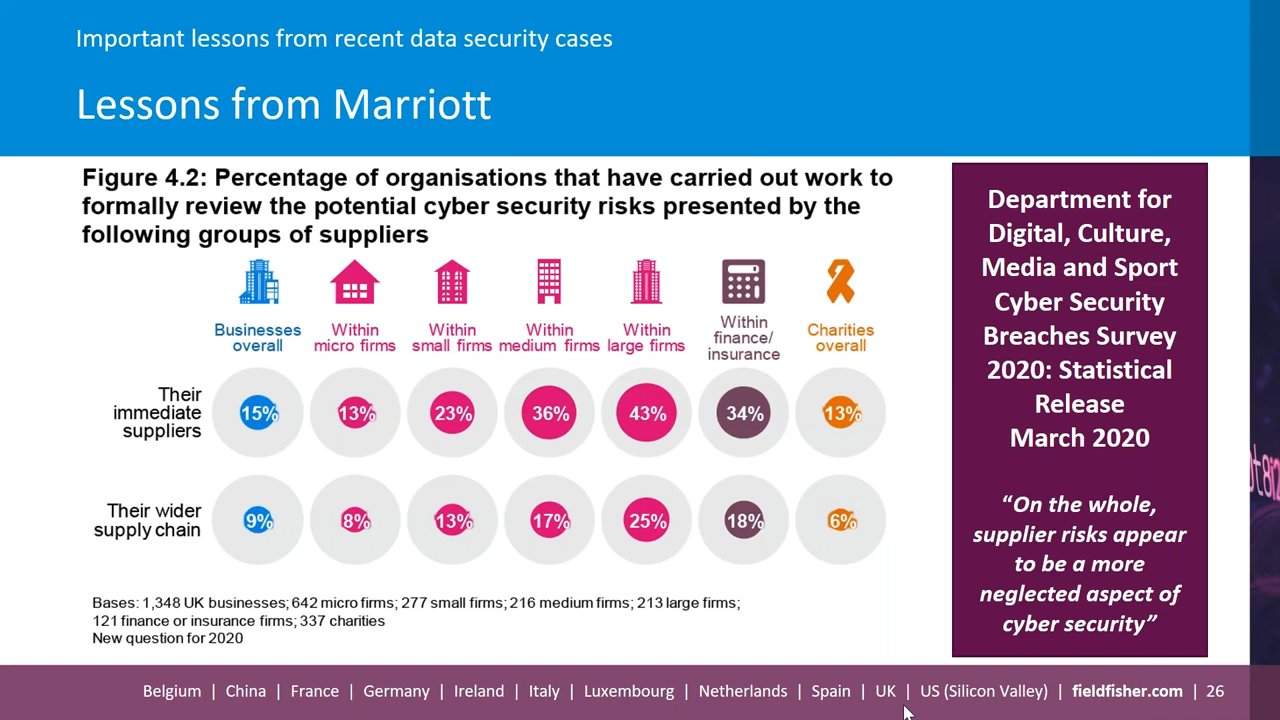 Important lessons from recent data security cases
Lessons from Marriott
Figure 4.2: Percentage of organisations that have carried out work to
formally review the potential cyber security risks presented by the
following groups of suppliers
Businesses
overall
Within
micro firms
Within
small firms
Within
medium firms
Within
large firms
Within
finance/
insurance
Charities
overall
Their
immediate
suppliers
15% 13% 23% 36% 43% 34% 13%
Their wider
supply chain
9% 8% 13% 17% 25% 18% 6%
Bases: 1,348 UK businesses; 642 micro firms; 277 small firms; 216 medium firms; 213 large firms;
121 finance or insurance firms; 337 charities
New question for 2020
Department for
Digital, Culture,
Media and Sport
Cyber Security
Breaches Survey
2020: Statistical
Release
March 2020
“On the whole,
supplier risks appear
to be a more
neglected aspect of
cyber security”
Belgium | China | France | Germany | Ireland | Italy | Luxembourg | Netherlands | Spain | UK | US (Silicon Valley) | fieldfisher.com | 26